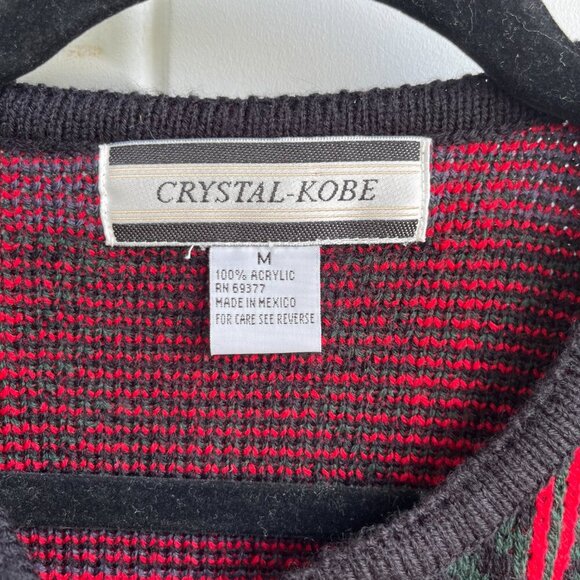 CRYSTAL-KOBE
M
100% ACRYLIC
RN 69377
MADE IN MEXICO
FOR CARE SEE REVERSE